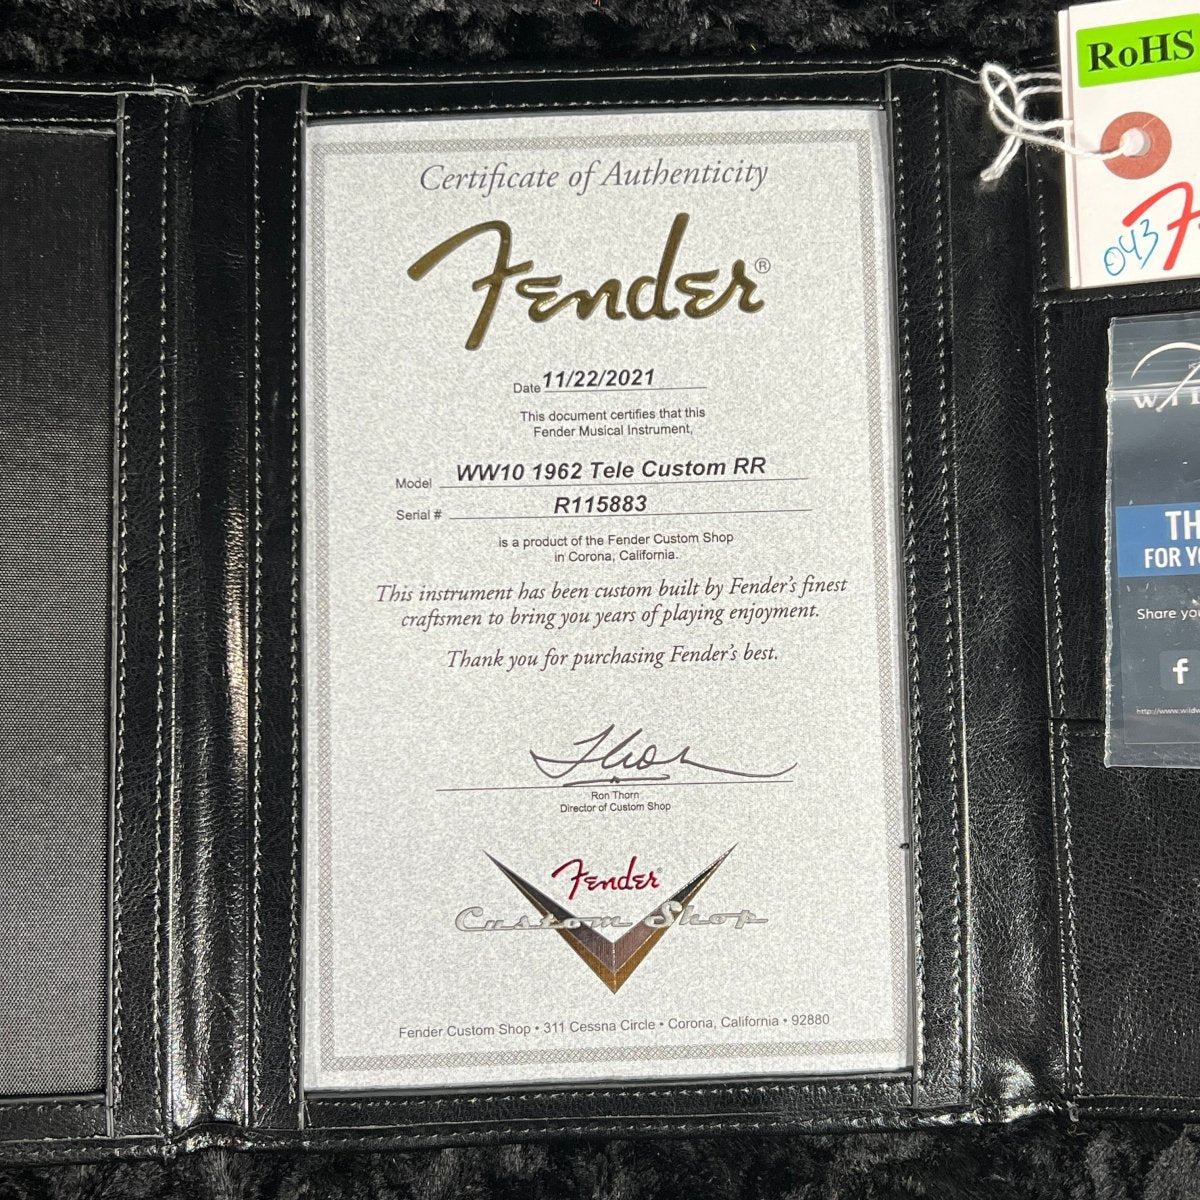 Certificate of Authenticity
Fender®
Date 11/22/2021
This document certifies that this
Fender Musical Instrument,
Model WW10 1962 Tele Custom RR
Serial # R115883
is a product of the Fender Custom Shop
in Corona, California.
This instrument has been custom built by Fender's finest
craftsmen to bring you years of playing enjoyment.
Thank you for purchasing Fender's best.
Ron Thorn
Director of Custom Shop
Fender
Custom Shop
Fender Custom Shop • 311 Cessna Circle • Corona, California • 92880
RoHS
043
F
TH
FOR Y
Share yo
f
http://www.wildw